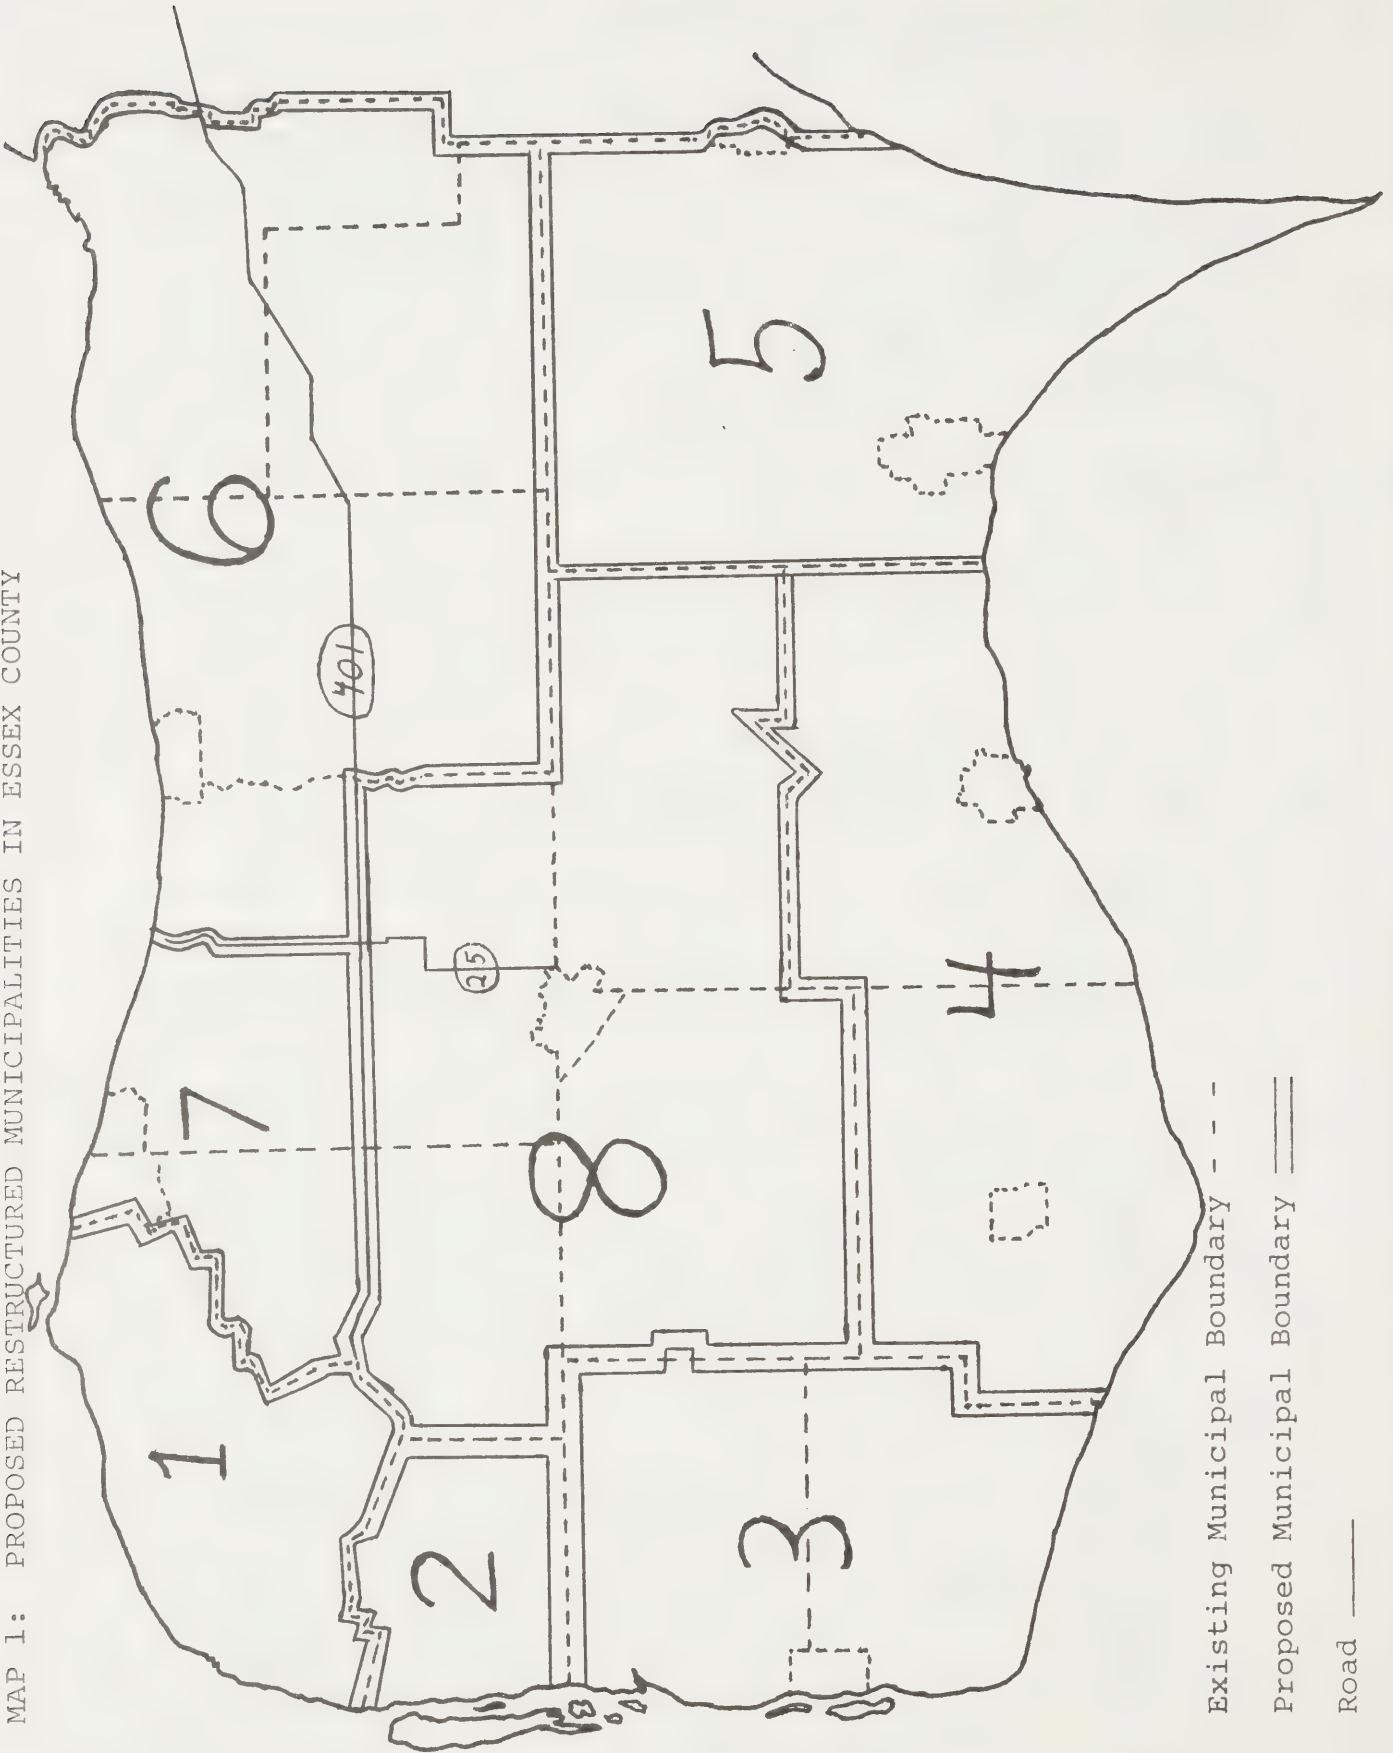 MAP 1: PROPOSED RESTRUCTURED MUNICIPALITIES IN ESSEX COUNTY
1
7
6
401
2
8
25
5
3
4
Existing Municipal Boundary - - -
Proposed Municipal Boundary
Road